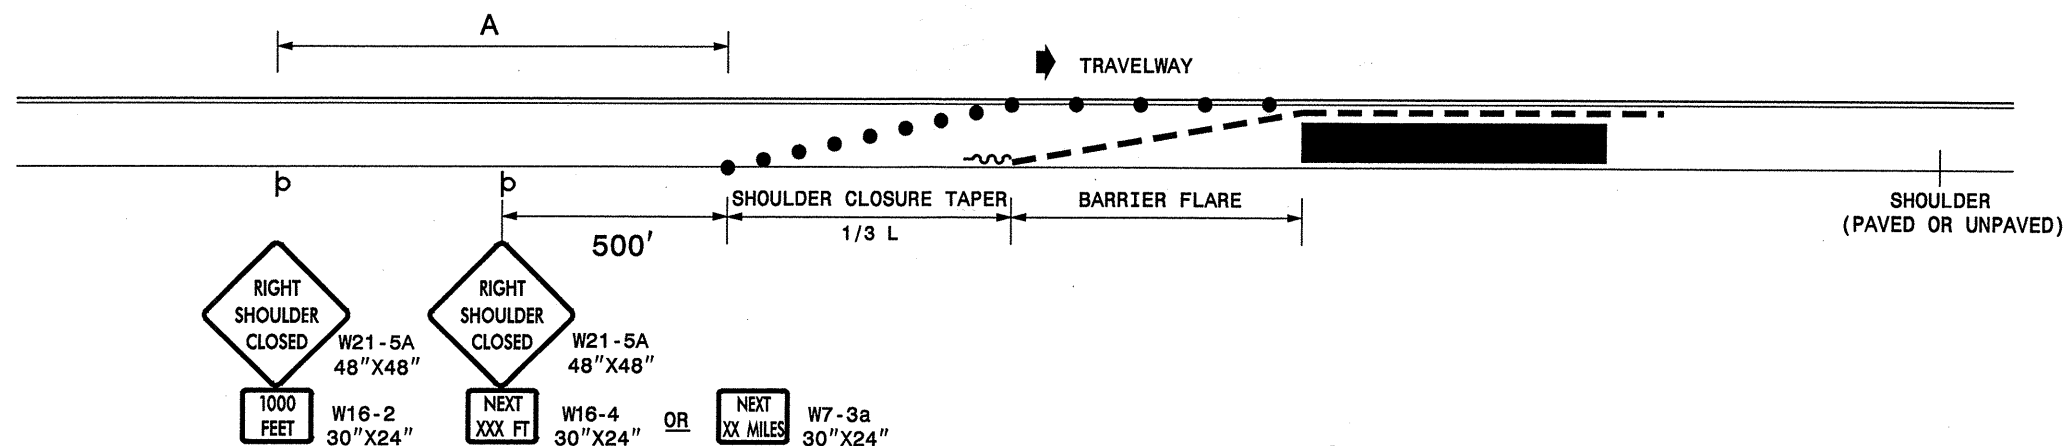 A
TRAVELWAY
SHOULDER CLOSURE TAPER
BARRIER FLARE
500'
1/3 L
SHOULDER
(PAVED OR UNPAVED)
RIGHT
SHOULDER
CLOSED
W21-5A
48"X48"
1000
FEET
W16-2
30"X24"
RIGHT
SHOULDER
CLOSED
W21-5A
48"X48"
NEXT
XXX FT
W16-4
30"X24"
OR
NEXT
XX MILES
W7-3a
30"X24"